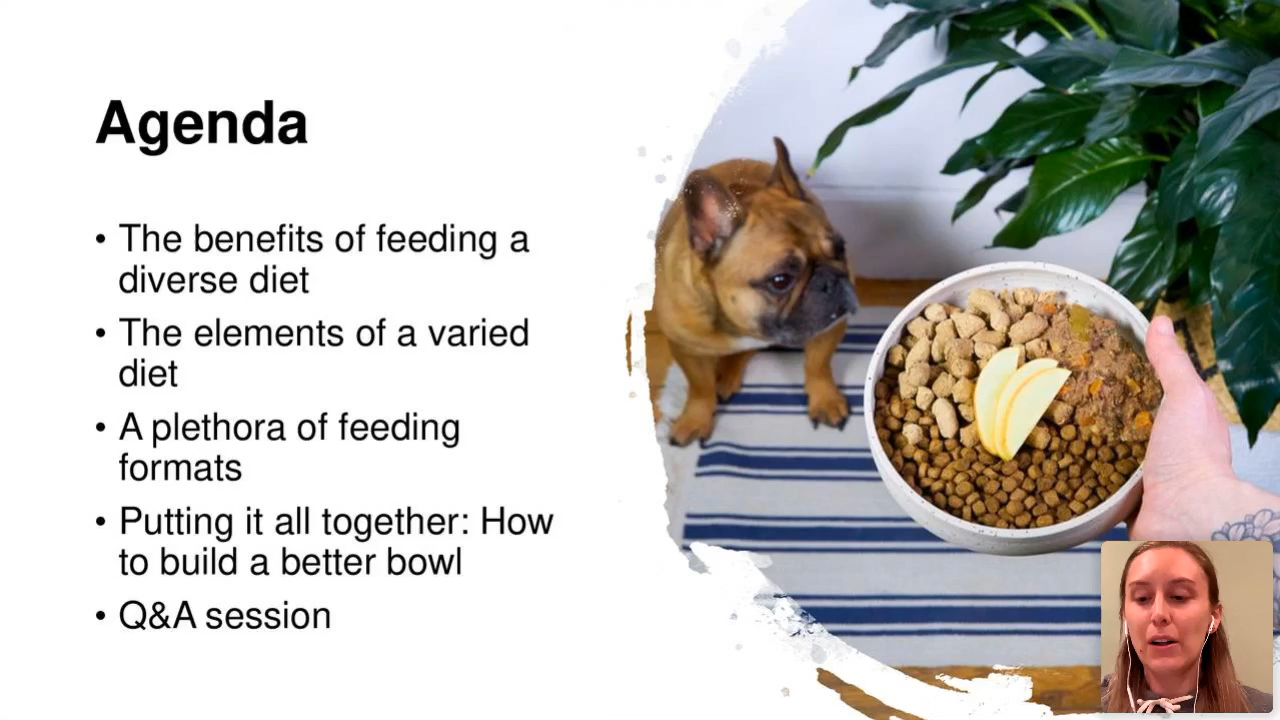 Agenda
• The benefits of feeding a
diverse diet
• The elements of a varied
diet
• A plethora of feeding
formats
• Putting it all together: How
to build a better bowl
• Q&A session